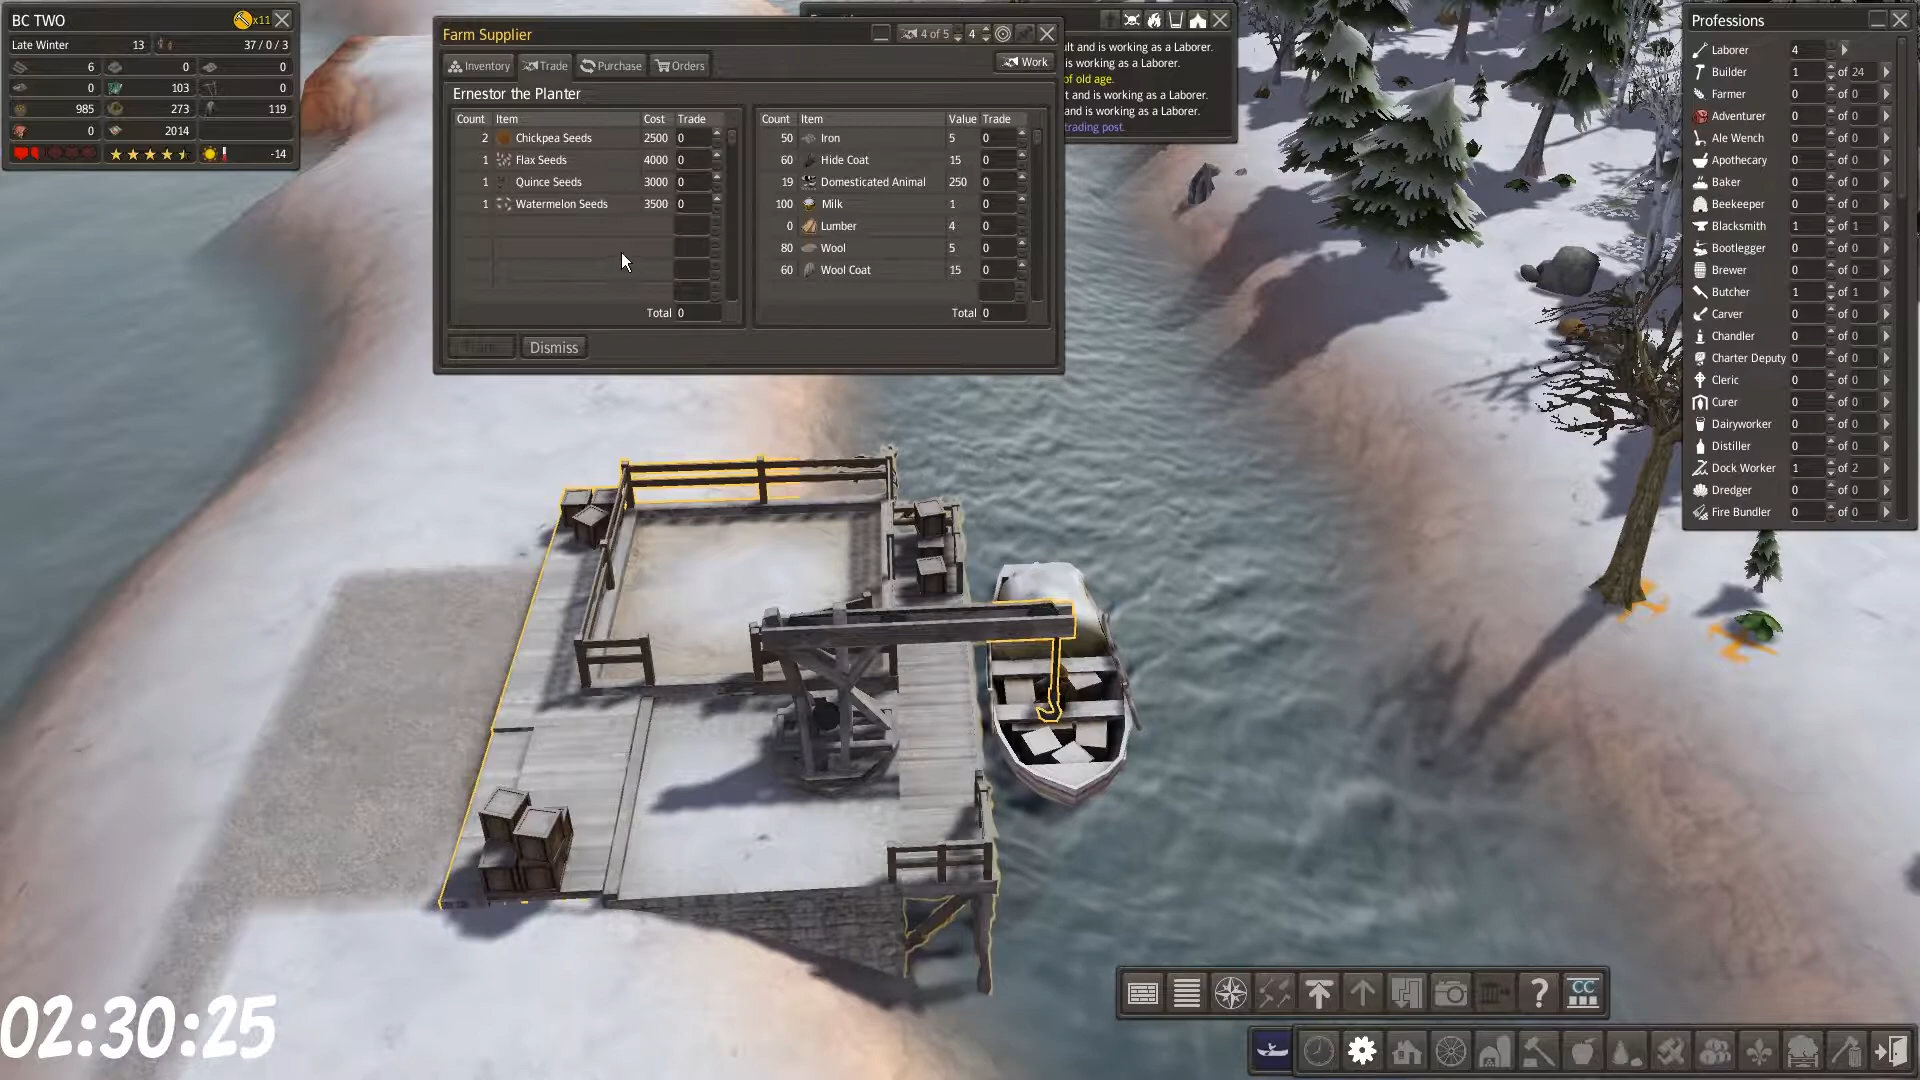 BC TWO
x11
Late Winter 13 37 / 0 / 3
6 0 0
0 103 0
985 273 119
0 2014
-14
Farm Supplier
4 of 5 4
Inventory Trade Purchase Orders
Work
Ernestor the Planter
Count Item Cost Trade
2 Chickpea Seeds 2500 0
1 Flax Seeds 4000 0
1 Quince Seeds 3000 0
1 Watermelon Seeds 3500 0
Total 0
Count Item Value Trade
50 Iron 5 0
60 Hide Coat 15 0
19 Domesticated Animal 250 0
100 Milk 1 0
0 Lumber 4 0
80 Wool 5 0
60 Wool Coat 15 0
Total 0
Dismiss
ult and is working as a Laborer.
is working as a Laborer.
of old age.
t and is working as a Laborer.
and is working as a Laborer.
trading post.
Professions
Laborer 4
Builder 1 of 24
Farmer 0 of 0
Adventurer 0 of 0
Ale Wench 0 of 0
Apothecary 0 of 0
Baker 0 of 0
Beekeeper 0 of 0
Blacksmith 1 of 1
Bootlegger 0 of 0
Brewer 0 of 0
Butcher 1 of 1
Carver 0 of 0
Chandler 0 of 0
Charter Deputy 0 of 0
Cleric 0 of 0
Curer 0 of 0
Dairyworker 0 of 0
Distiller 0 of 0
Dock Worker 1 of 2
Dredger 0 of 0
Fire Bundler 0 of 0
? CC
02:30:25